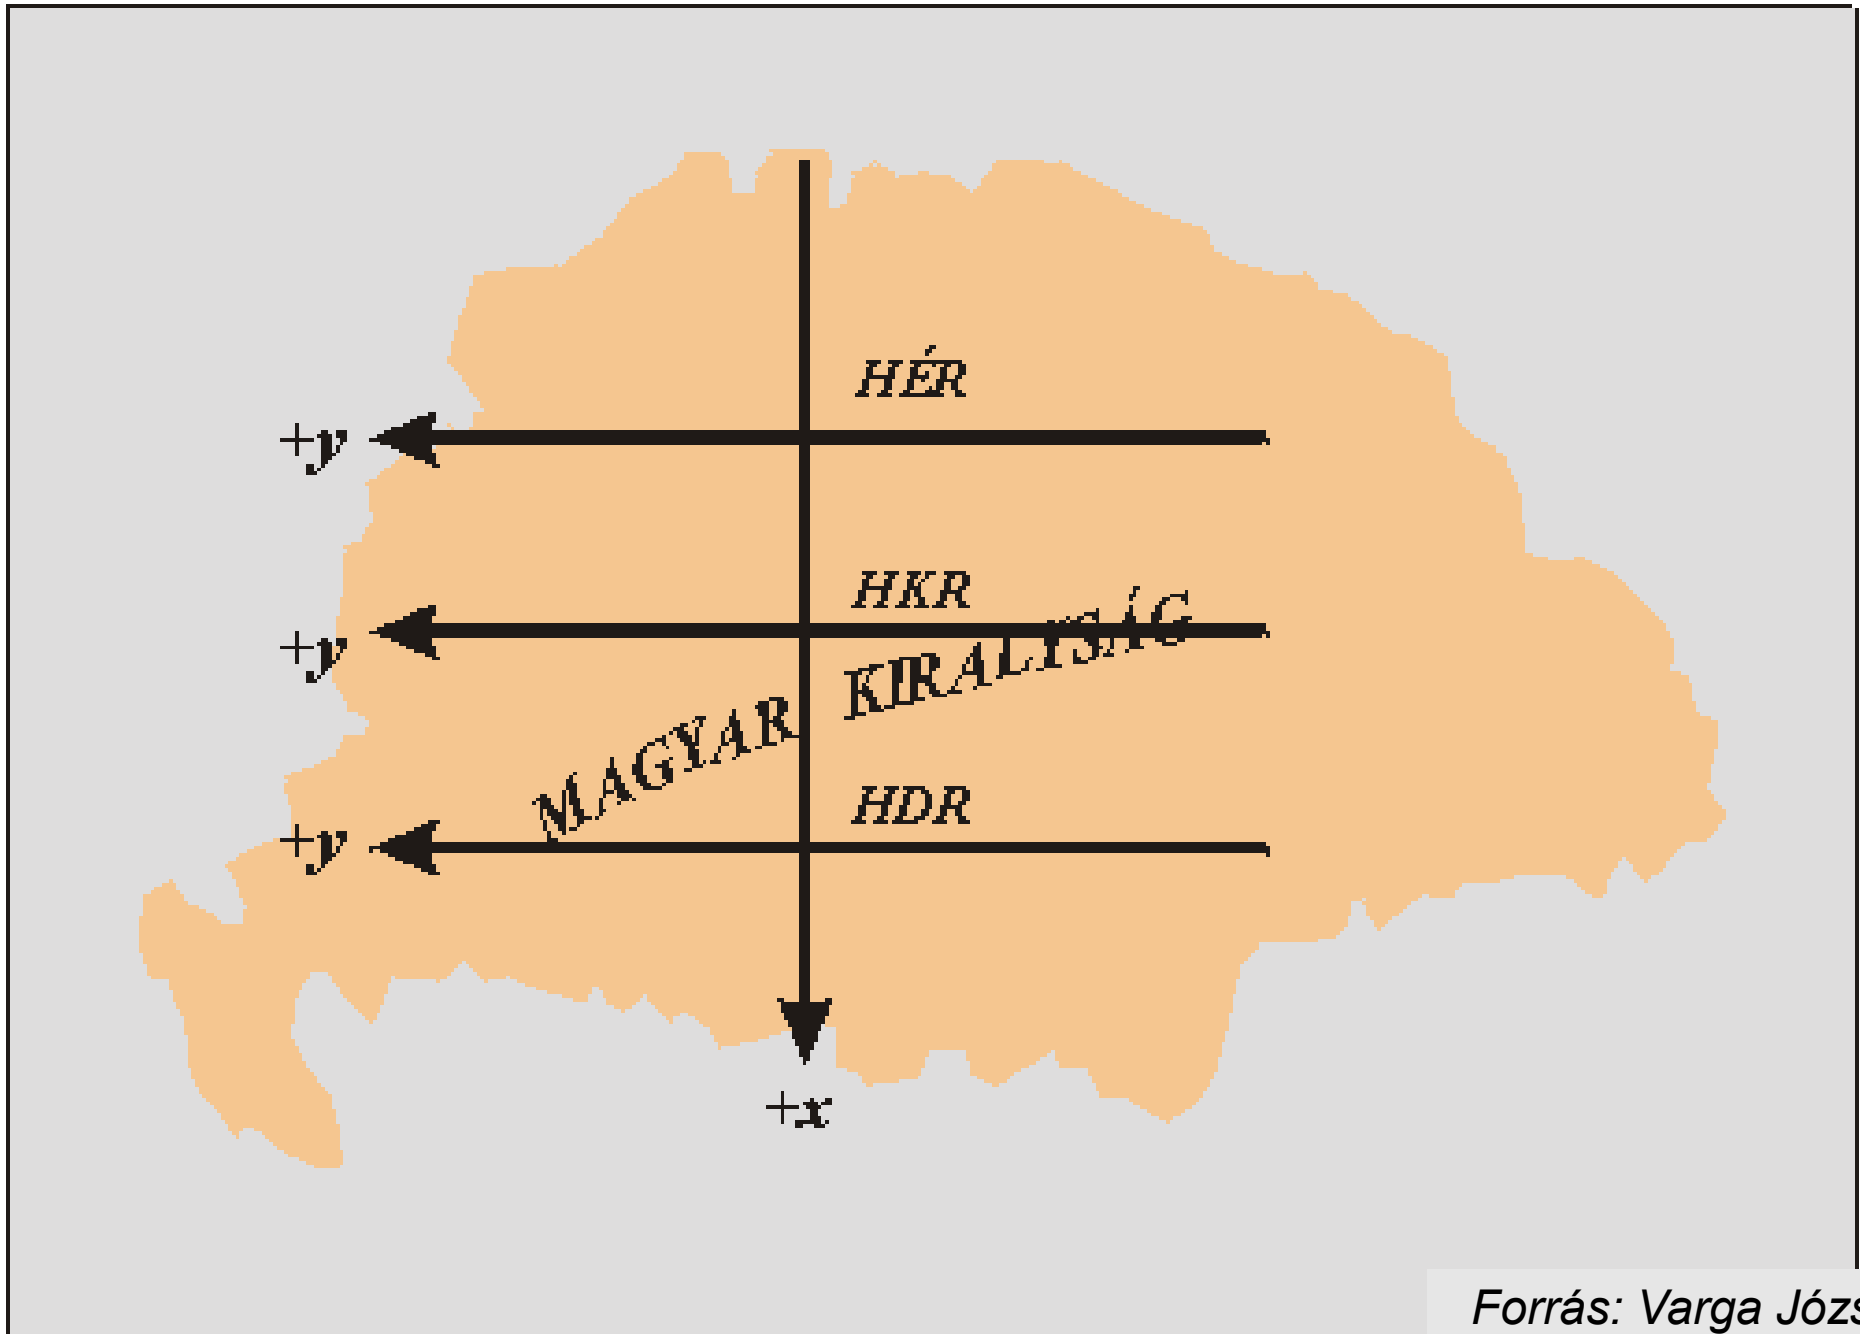 HÉR
+y
HKR
+y
MAGYAR KIRALYSÁG
HDR
+y
+x
Forrás: Varga Józs